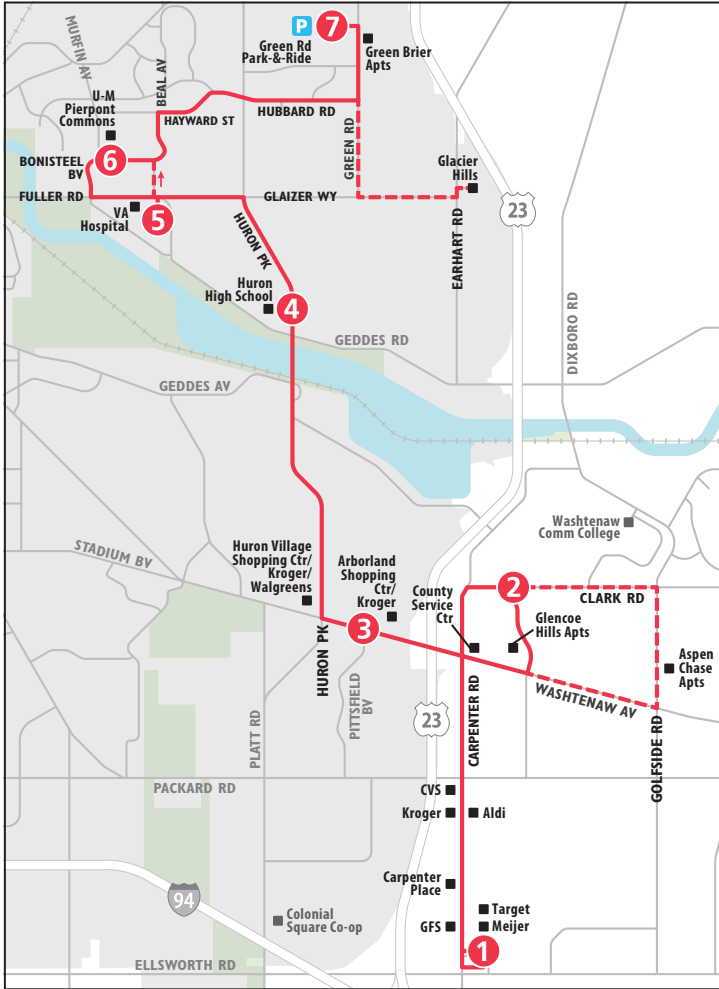 P
7
Green Rd
Park-&-Ride
Green Brier
Apts
MURFIN AV
BEAL AV
U-M
Pierpont
Commons
HAYWARD ST
HUBBARD RD
GREEN RD
6
BONISTEEL
BV
Glacier
Hills
FULLER RD
GLAIZER WY
VA
Hospital
5
HURON PK
EARHART RD
23
Huron
High School
4
GEDDES RD
DIXBORO RD
GEDDES AV
STADIUM BV
Washtenaw
Comm College
Huron Village
Shopping Ctr/
Kroger/
Walgreens
Arborland
Shopping
Ctr/
Kroger
County
Service
Ctr
2
CLARK RD
Glencoe
Hills Apts
3
HURON PK
PITTSFIELD
BV
PLATT RD
23
CARPENTER RD
WASHTENAW AV
Aspen
Chase
Apts
GOLFSIDE RD
PACKARD RD
CVS
Kroger
Aldi
Carpenter
Place
94
Colonial
Square Co-op
Target
GFS
Meijer
1
ELLSWORTH RD